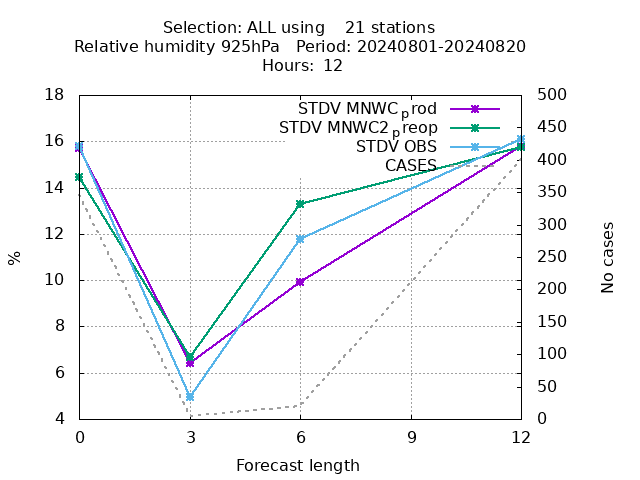 Selection: ALL using    21 stations
Relative humidity 925hPa   Period: 20240801-20240820
Hours: 12
18
16
14
12
10
8
6
4
%
500
450
400
350
300
250
200
150
100
50
0
No cases
STDV MNWCprod
STDV MNWC2preop
STDV OBS
CASES
0 3 6 9 12
Forecast length